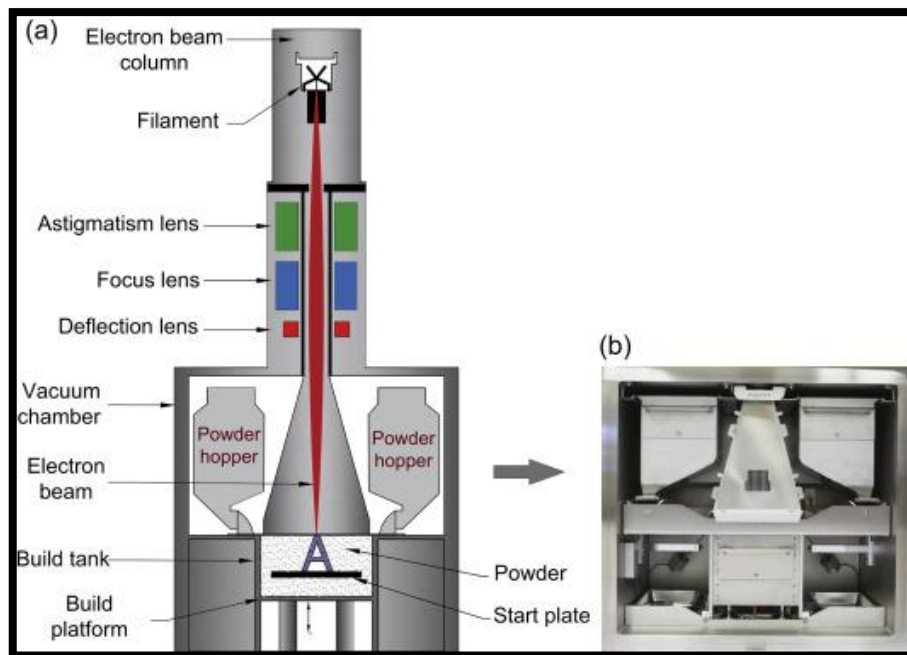 (a)
Electron beam
column
Filament
Astigmatism lens
Focus lens
Deflection lens
Vacuum
chamber
Powder
hopper
Powder
hopper
Electron
beam
Build tank
Build
platform
Powder
Start plate
(b)